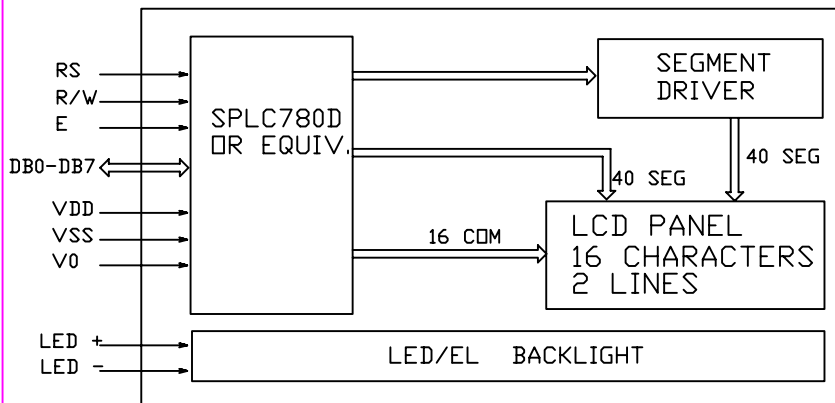 RS
R/W
E
DB0-DB7
VDD
VSS
V0
LED +
LED -
SPLC780D
OR EQUIV.
SEGMENT
DRIVER
40 SEG
40 SEG
16 COM
LCD PANEL
16 CHARACTERS
2 LINES
LED/EL BACKLIGHT